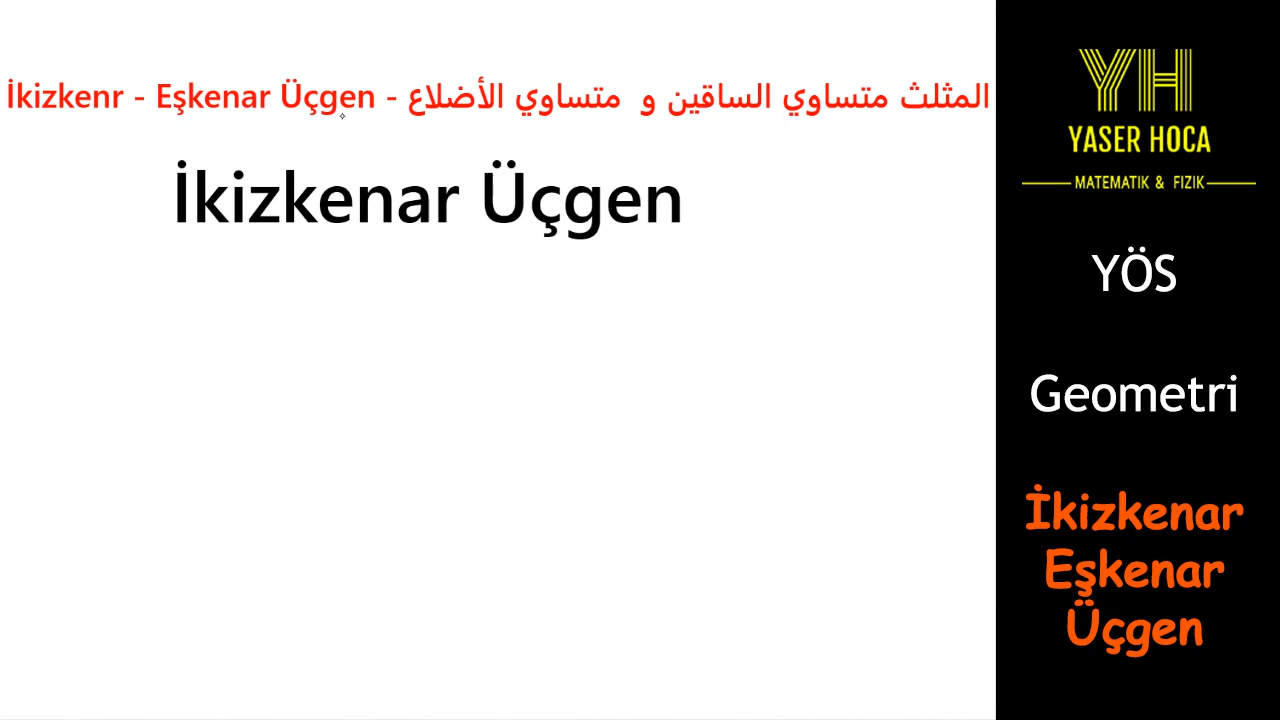 İkizkenr - Eşkenar Üçgen - المثلث متساوي الساقين و متساوي الأضلاع
İkizkenar Üçgen
YH
YASER HOCA
MATEMATIK & FIZIK
YÖS
Geometri
İkizkenar
Eşkenar
Üçgen